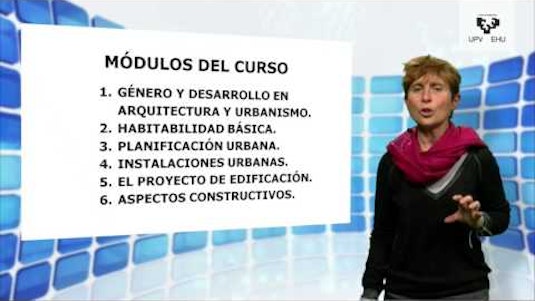 UPV EHU
MÓDULOS DEL CURSO
1. GÉNERO Y DESARROLLO EN
ARQUITECTURA Y URBANISMO.
2. HABITABILIDAD BÁSICA.
3. PLANIFICACIÓN URBANA.
4. INSTALACIONES URBANAS.
5. EL PROYECTO DE EDIFICACIÓN.
6. ASPECTOS CONSTRUCTIVOS.